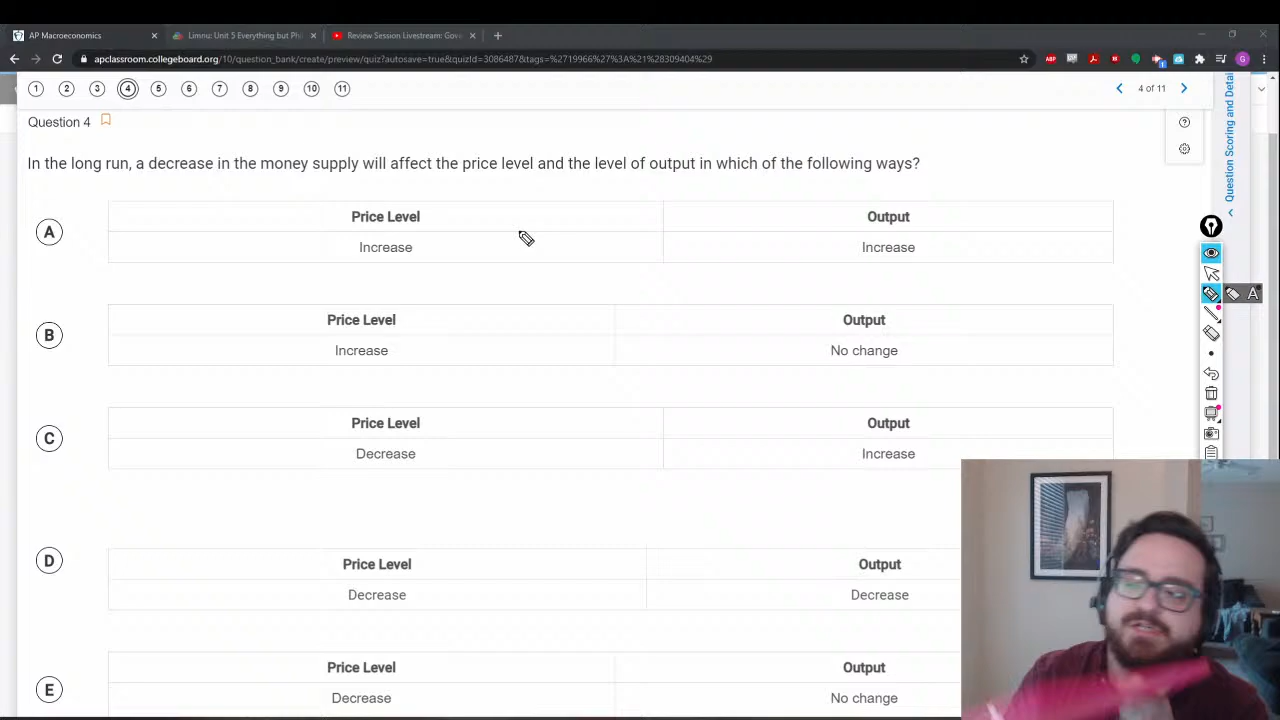 AP Macroeconomics
Limnu: Unit 5 Everything but Ph
Review Session Livestream: Gov
apclassroom.collegeboard.org/10/question_bank/create/preview/quiz?autosave=true&quizId=3086487&tags=%2719966%27%3A%21%28309404%29
1 2 3 4 5 6 7 8 9 10 11
4 of 11
Question 4
Question Scoring and Detai
In the long run, a decrease in the money supply will affect the price level and the level of output in which of the following ways?
A
Price Level Output
Increase Increase
B
Price Level Output
Increase No change
C
Price Level Output
Decrease Increase
D
Price Level Output
Decrease Decrease
E
Price Level Output
Decrease No change